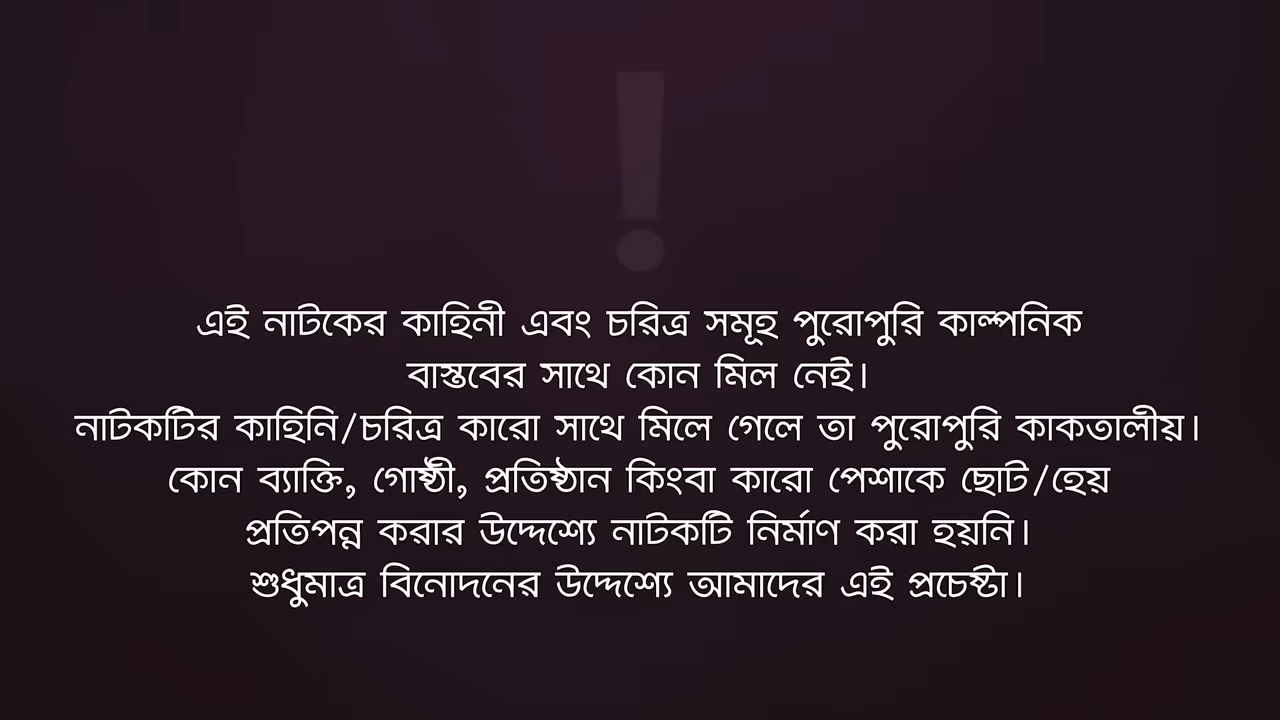 এই নাটকের কাহিনী এবং চরিত্র সমূহ পুরোপুরি কাল্পনিক
বাস্তবের সাথে কোন মিল নেই।
নাটকটির কাহিনি/চরিত্র কারো সাথে মিলে গেলে তা পুরোপুরি কাকতালীয়।
কোন ব্যাক্তি, গোষ্ঠী, প্রতিষ্ঠান কিংবা কারো পেশাকে ছোট/হেয়
প্রতিপন্ন করার উদ্দেশ্যে নাটকটি নির্মাণ করা হয়নি।
শুধুমাত্র বিনোদনের উদ্দেশ্যে আমাদের এই প্রচেষ্টা।